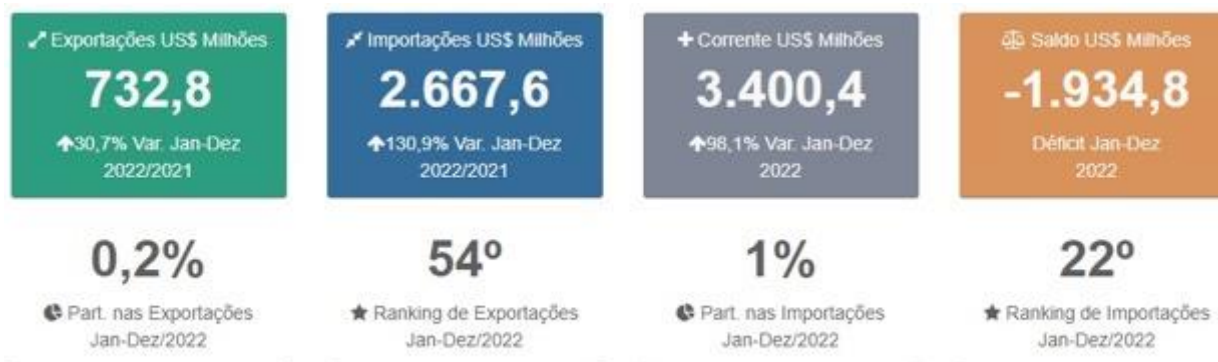 Exportações US$ Milhões
732,8
30,7% Var. Jan-Dez
2022/2021
Importações US$ Milhões
2.667,6
130,9% Var. Jan-Dez
2022/2021
Corrente US$ Milhões
3.400,4
98,1% Var. Jan-Dez
2022
Saldo US$ Milhões
-1.934,8
Déficit Jan-Dez
2022
0,2%
Part. nas Exportações
Jan-Dez/2022
54º
Ranking de Exportações
Jan-Dez/2022
1%
Part. nas Importações
Jan-Dez/2022
22º
Ranking de Importações
Jan-Dez/2022